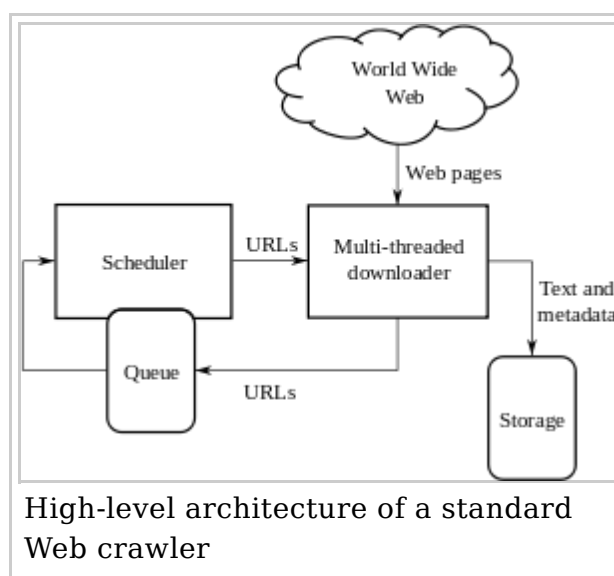 World Wide
Web
Web pages
Scheduler
URLs
Multi-threaded
downloader
Text and
metadata
Queue
URLs
Storage
High-level architecture of a standard
Web crawler